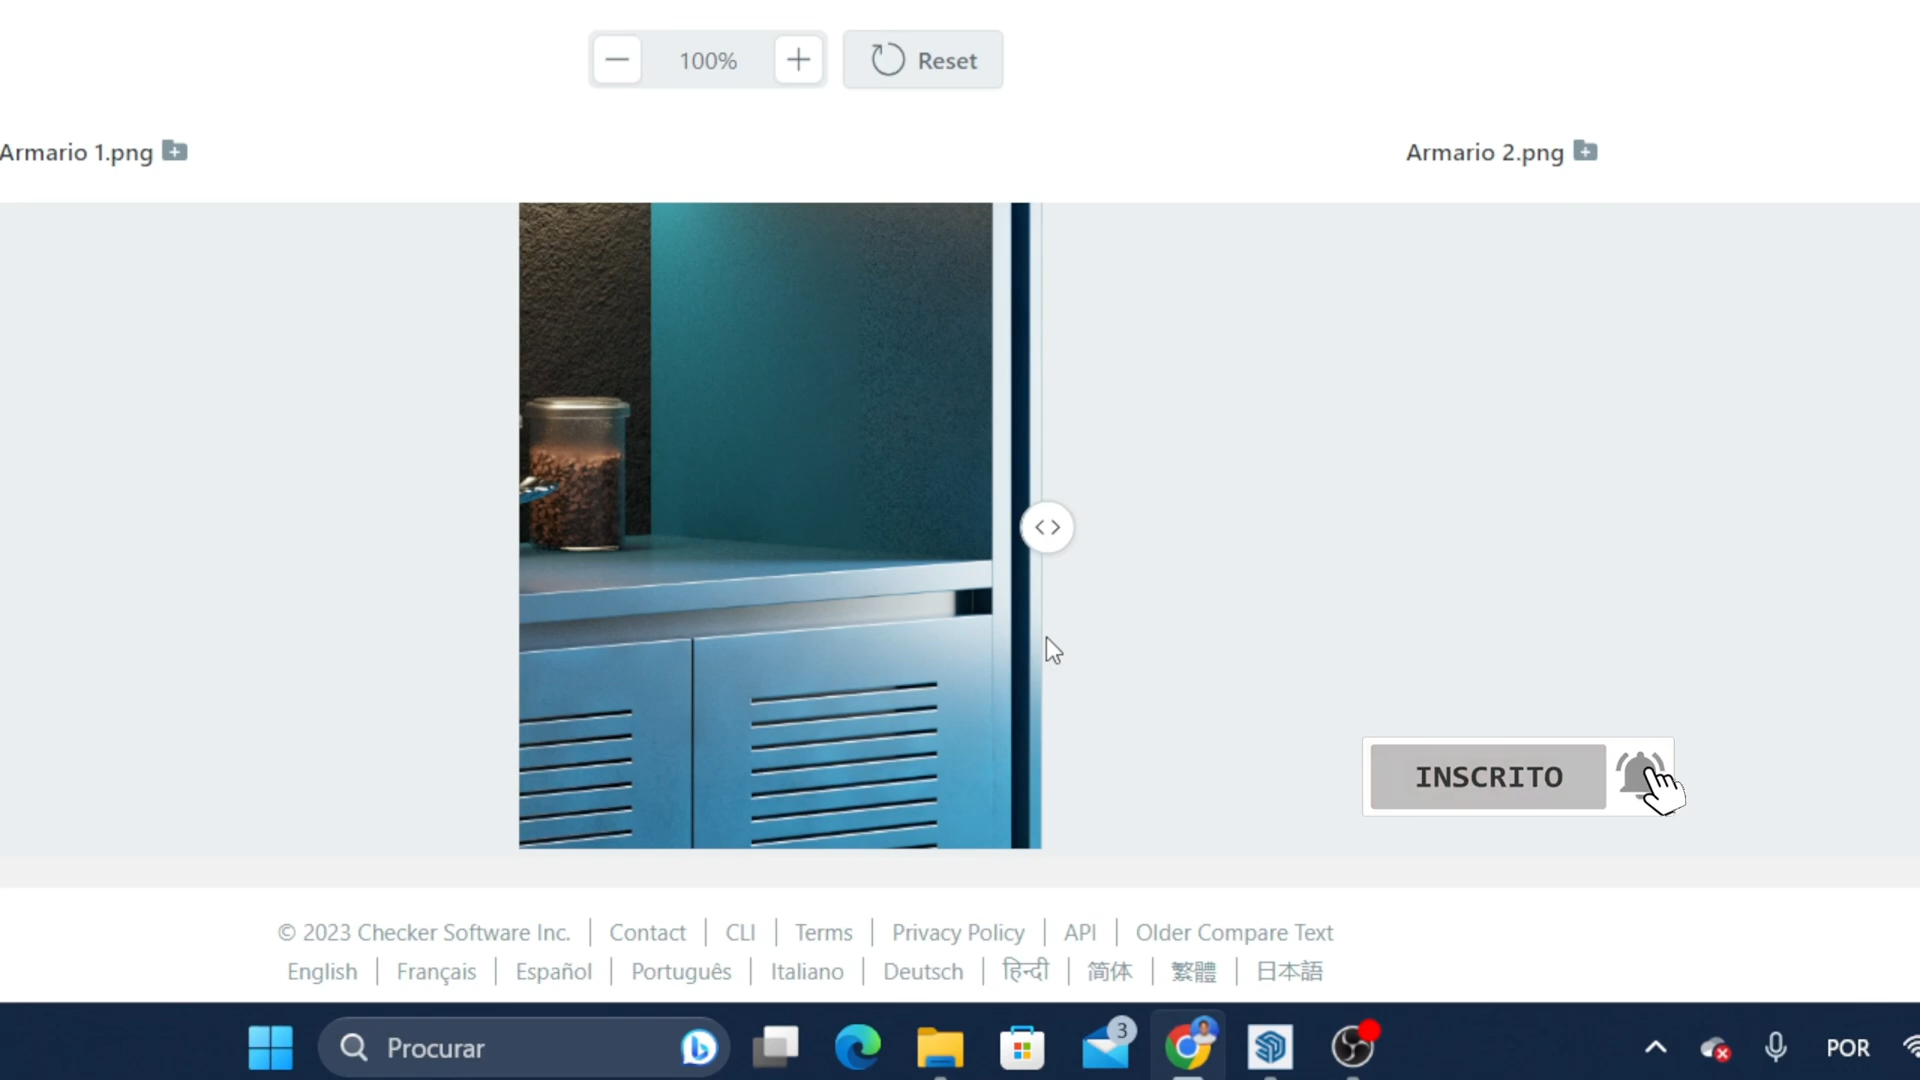 100%
Reset
Armario 1.png
Armario 2.png
INSCRITO
© 2023 Checker Software Inc. | Contact | CLI | Terms | Privacy Policy | API | Older Compare Text
English | Français | Español | Português | Italiano | Deutsch | हिन्दी | 简体 | 繁體 | 日本語
Procurar
3
POR